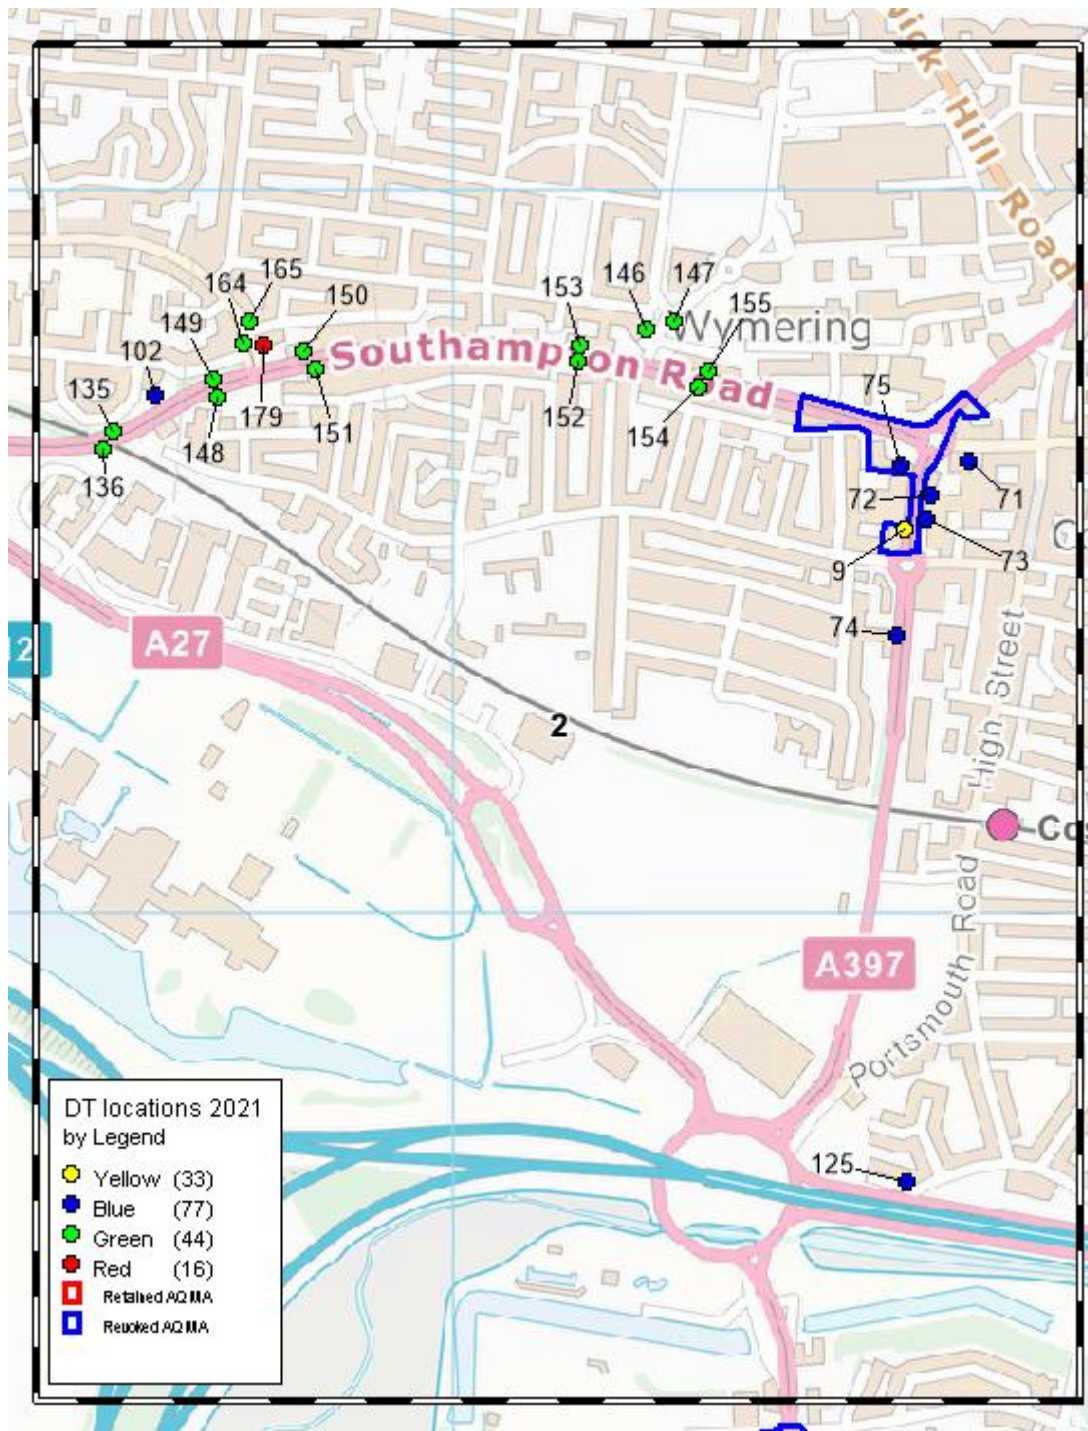 wick Hill Road
165
164
150
149
153
146
147
155
102
135
Southampton Road
Wymering
75
179
151
152
154
148
136
72
71
9
73
74
A27
2
2
High Street
Co
A397
Portsmouth Road
125
DT locations 2021
by Legend
Yellow (33)
Blue (77)
Green (44)
Red (16)
Retained AQMA
Revoked AQMA